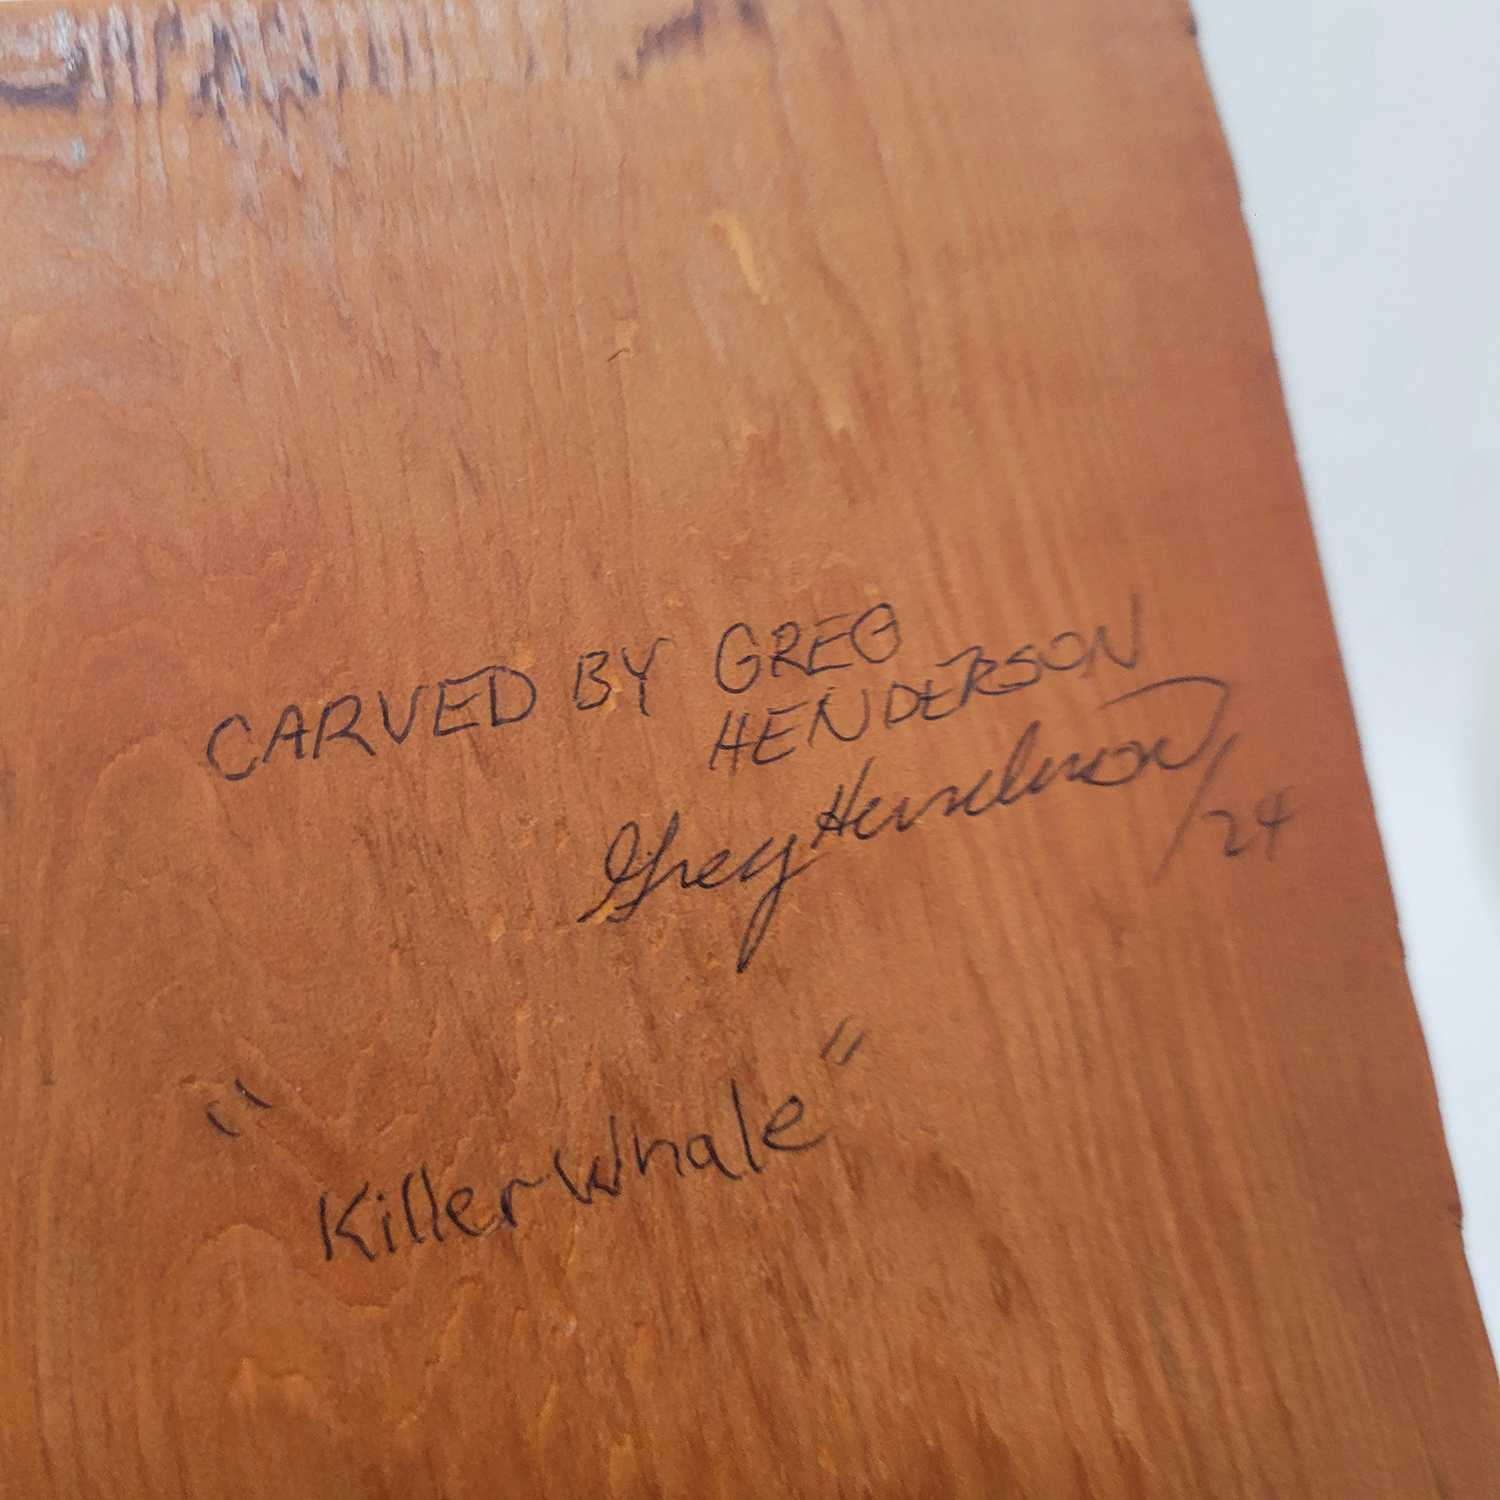 CARVED BY GREG
HENDERSON
Greg Henderson/24
"Killer Whale"